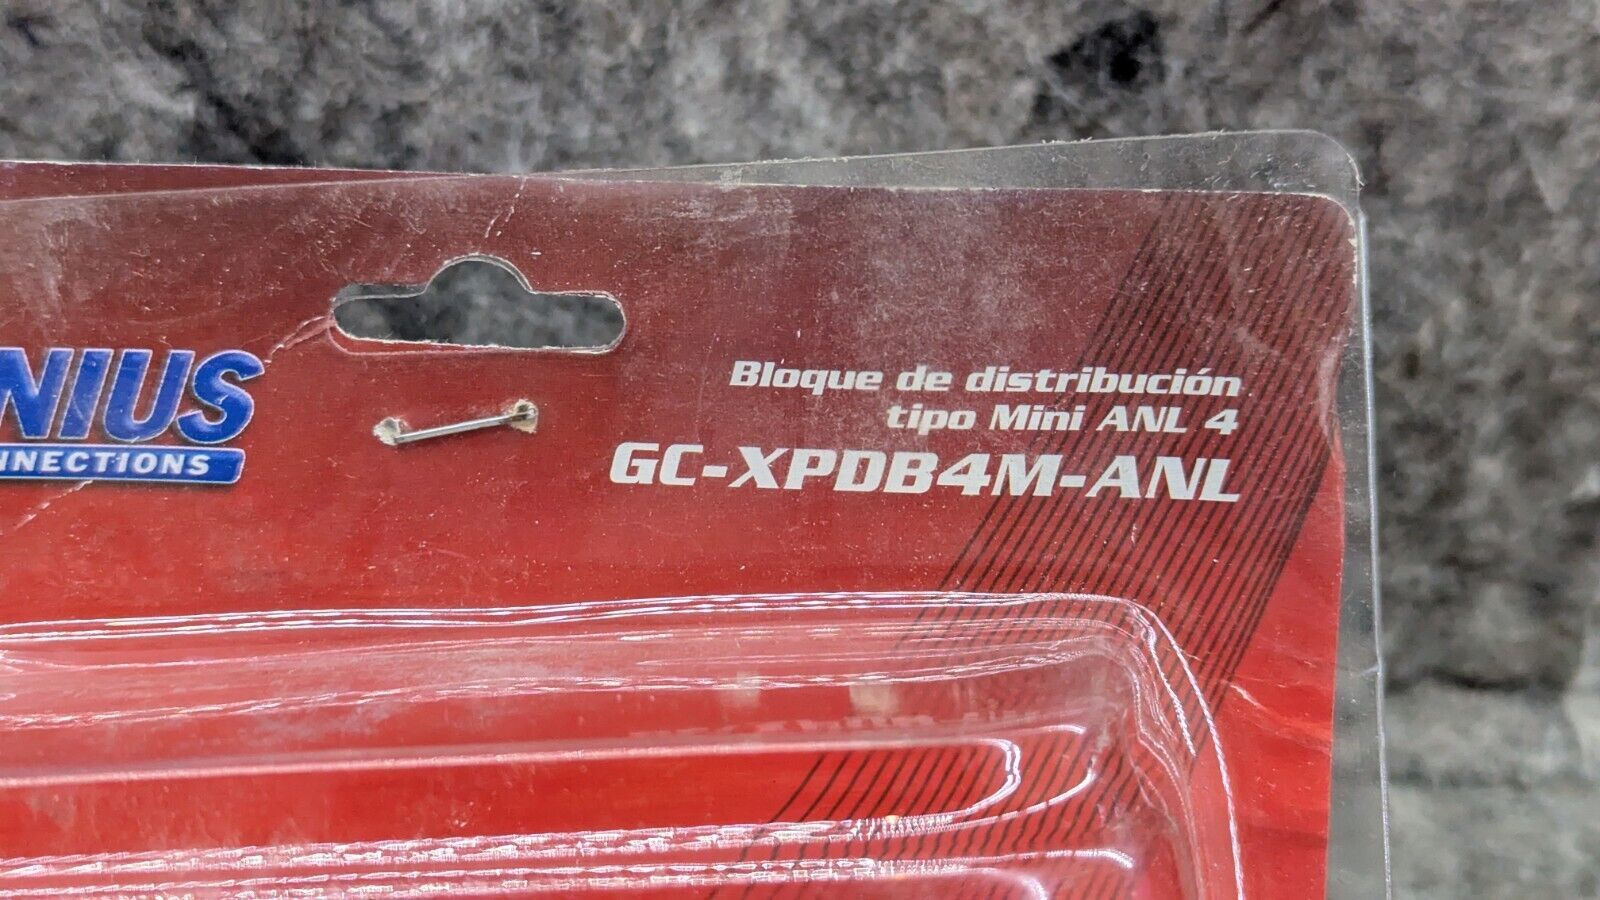 NIUS
NNECTIONS
Bloque de distribución
tipo Mini ANL 4
GC-XPDB4M-ANL